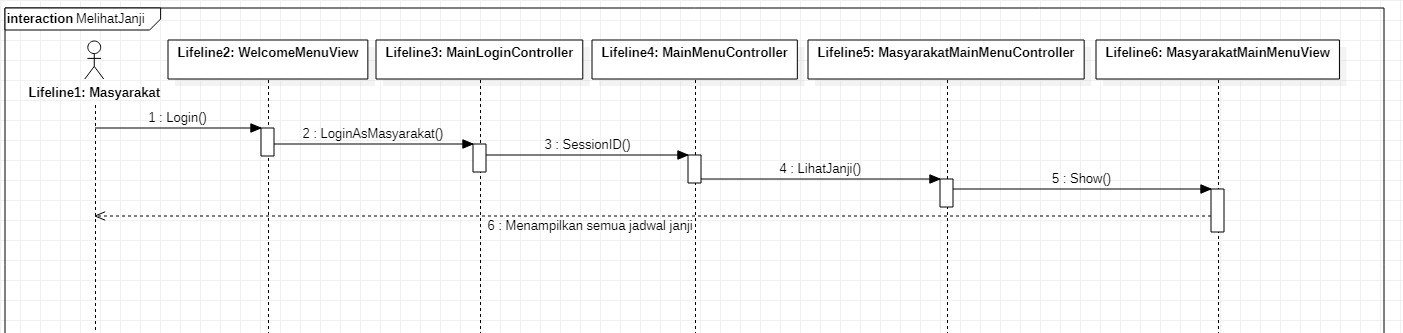 interaction MelihatJanji
Lifeline1: Masyarakat
Lifeline2: WelcomeMenuView
Lifeline3: MainLoginController
Lifeline4: MainMenuController
Lifeline5: MasyarakatMainMenuController
Lifeline6: MasyarakatMainMenuView
1 : Login()
2 : LoginAsMasyarakat()
3 : SessionID()
4 : LihatJanji()
5 : Show()
6 : Menampilkan semua jadwal janji